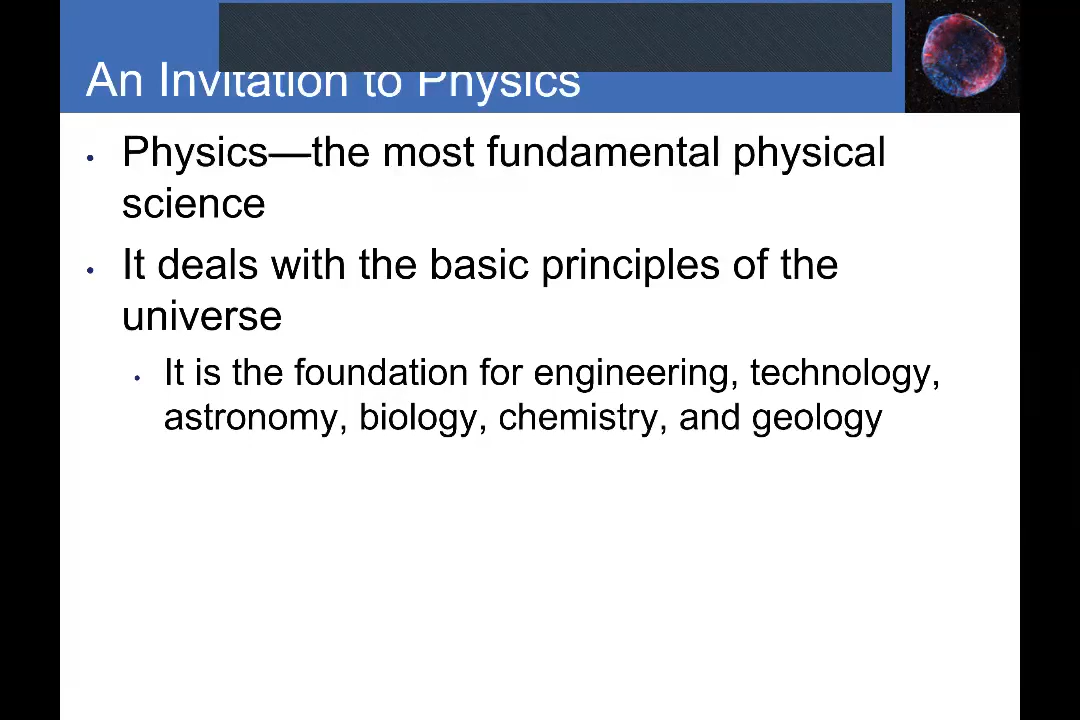 An Invitation to Physics
• Physics—the most fundamental physical
science
• It deals with the basic principles of the
universe
• It is the foundation for engineering, technology,
astronomy, biology, chemistry, and geology